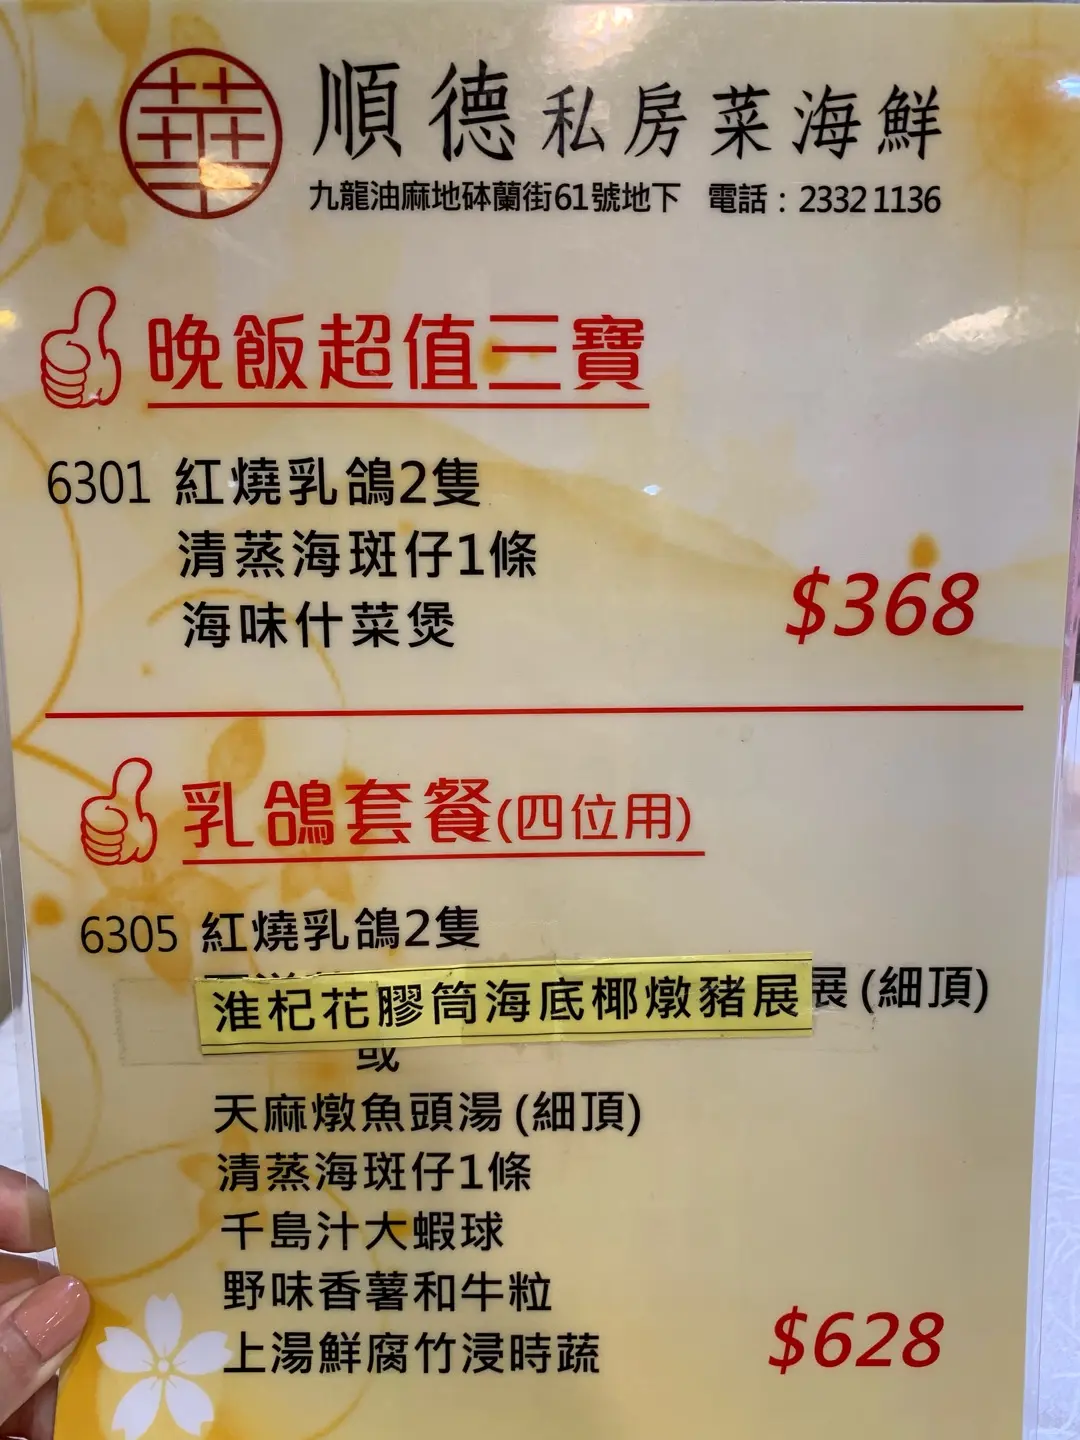 華
順德私房菜海鮮
九龍油麻地砵蘭街61號地下 電話：2332 1136
晚飯超值三寶
6301 紅燒乳鴿2隻
清蒸海斑仔1條
海味什菜煲
$368
乳鴿套餐(四位用)
6305 紅燒乳鴿2隻
淮杞花膠筒海底椰燉豬展展(細頂)
或
天麻燉魚頭湯(細頂)
清蒸海斑仔1條
千島汁大蝦球
野味香薯和牛粒
上湯鮮腐竹浸時蔬
$628